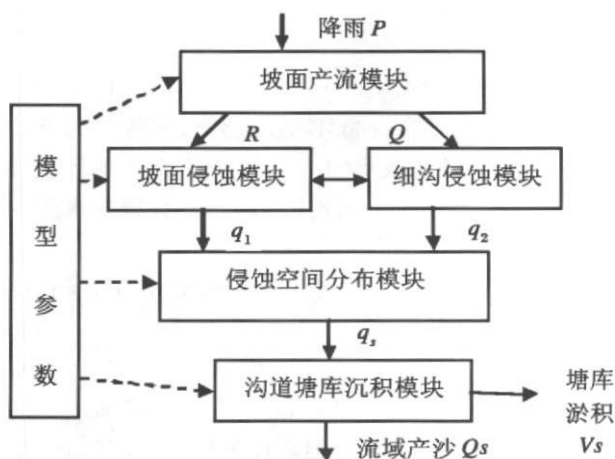 降雨 P
坡面产流模块
R
Q
坡面侵蚀模块
细沟侵蚀模块
q1
q2
侵蚀空间分布模块
qs
沟道塘库沉积模块
塘库
淤积
Vs
流域产沙 Qs
模
型
参
数